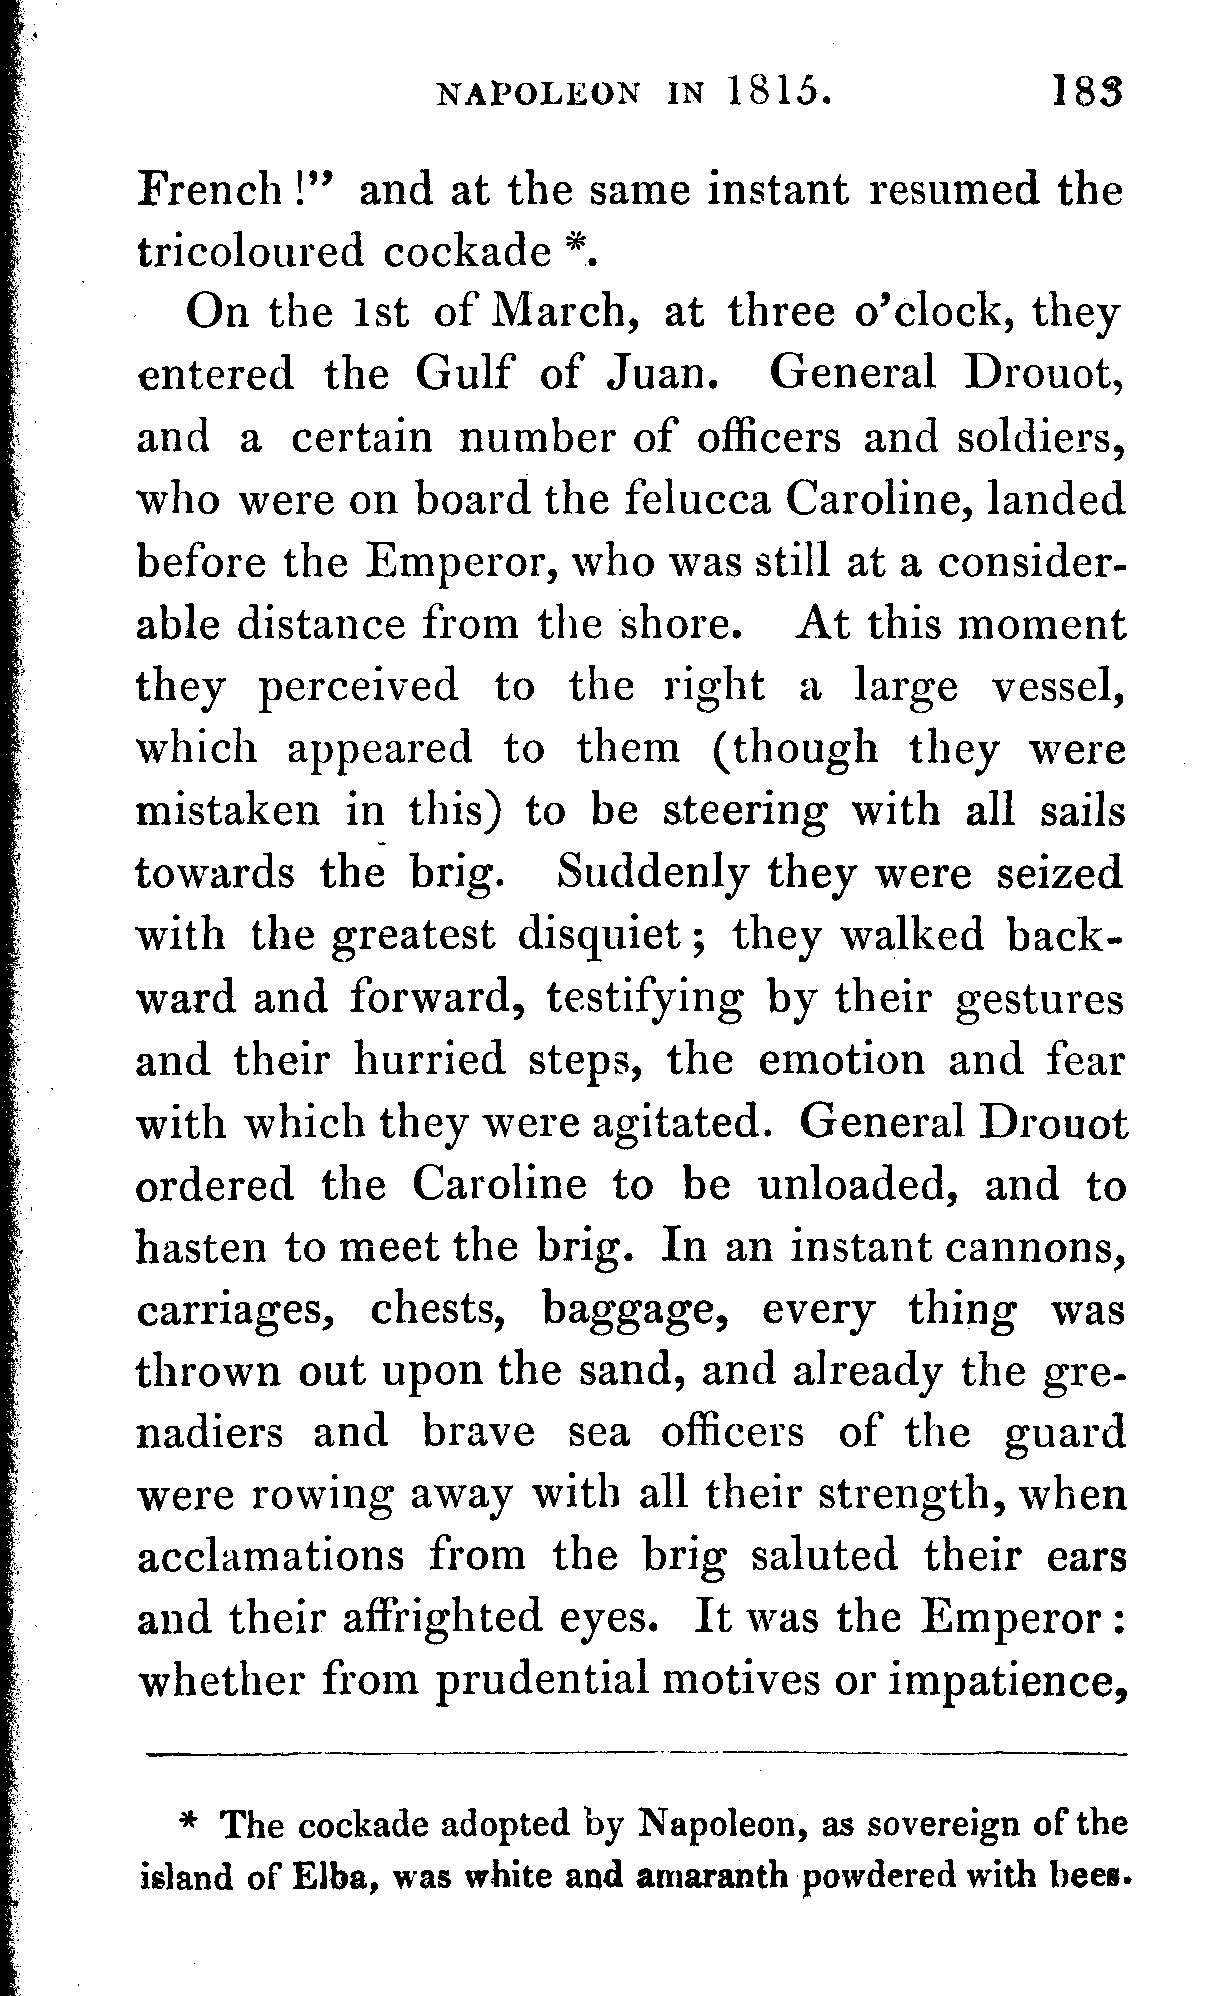 NAPOLEON IN 1815. 183
French !" and at the same instant resumed the
tricoloured cockade *.
On the 1st of March, at three o'clock, they
entered the Gulf of Juan. General Drouot,
and a certain number of officers and soldiers,
who were on board the felucca Caroline, landed
before the Emperor, who was still at a consider-
able distance from the shore. At this moment
they perceived to the right a large vessel,
which appeared to them (though they were
mistaken in this) to be steering with all sails
towards the brig. Suddenly they were seized
with the greatest disquiet ; they walked back-
ward and forward, testifying by their gestures
and their hurried steps, the emotion and fear
with which they were agitated. General Drouot
ordered the Caroline to be unloaded, and to
hasten to meet the brig. In an instant cannons,
carriages, chests, baggage, every thing was
thrown out upon the sand, and already the gre-
nadiers and brave sea officers of the guard
were rowing away with all their strength, when
acclamations from the brig saluted their ears
and their affrighted eyes. It was the Emperor :
whether from prudential motives or impatience,
* The cockade adopted by Napoleon, as sovereign of the
island of Elba, was white and amaranth powdered with bees.